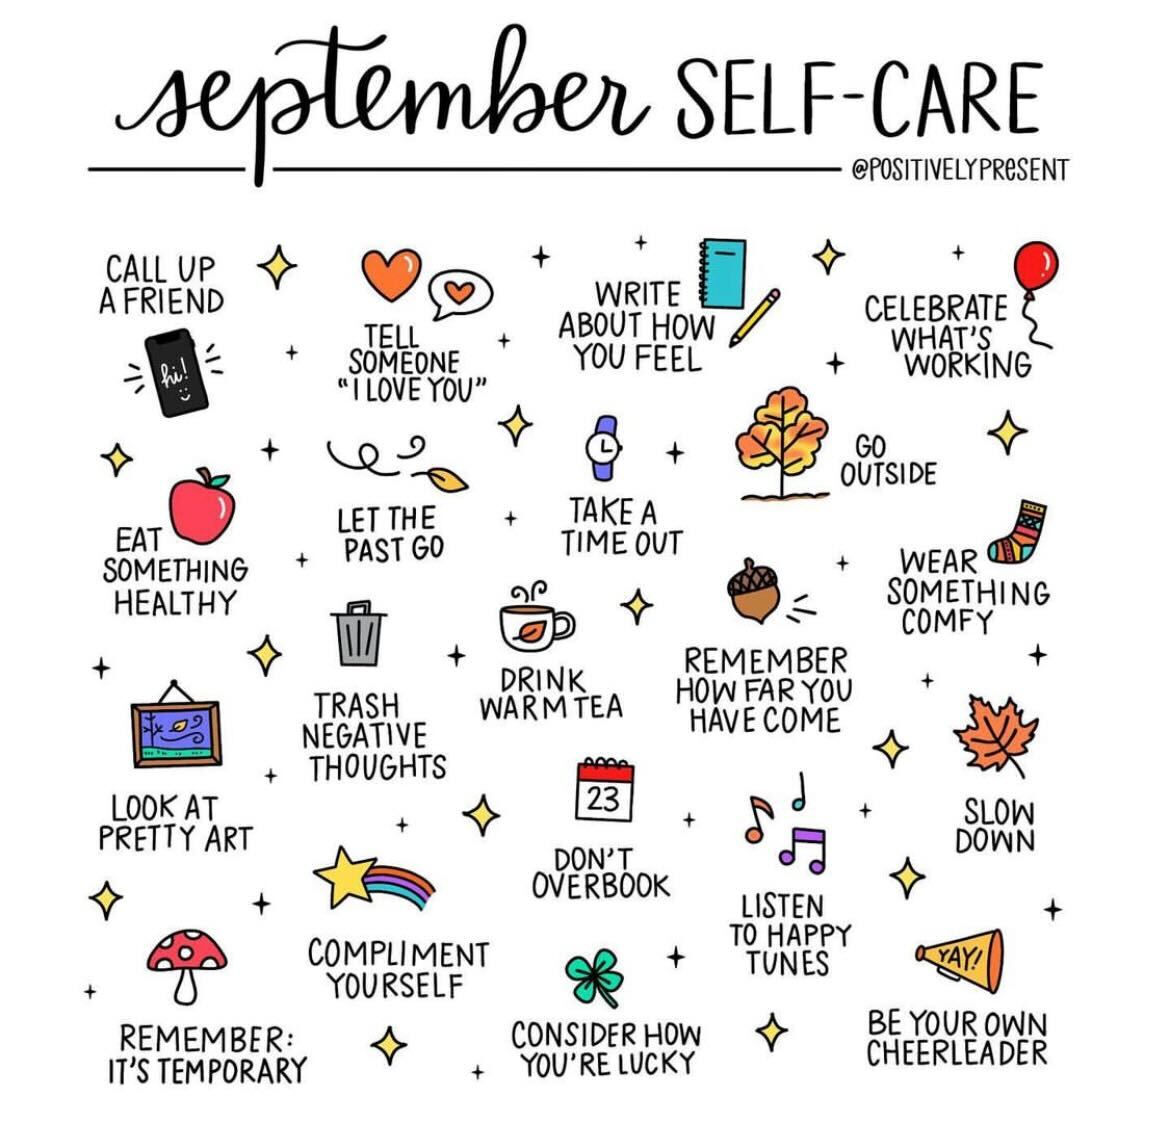 september SELF-CARE
@POSITIVELYPRESENT
CALL UP
A FRIEND
hi!
TELL
SOMEONE
“I LOVE YOU”
WRITE
ABOUT HOW
YOU FEEL
CELEBRATE
WHAT'S
WORKING
EAT
SOMETHING
HEALTHY
LET THE
PAST GO
TAKE A
TIME OUT
GO
OUTSIDE
WEAR
SOMETHING
COMFY
LOOK AT
PRETTY ART
TRASH
NEGATIVE
THOUGHTS
DRINK
WARM TEA
REMEMBER
HOW FAR YOU
HAVE COME
SLOW
DOWN
23
DON'T
OVERBOOK
LISTEN
TO HAPPY
TUNES
COMPLIMENT
YOURSELF
REMEMBER:
IT'S TEMPORARY
CONSIDER HOW
YOU'RE LUCKY
YAY!
BE YOUR OWN
CHEERLEADER